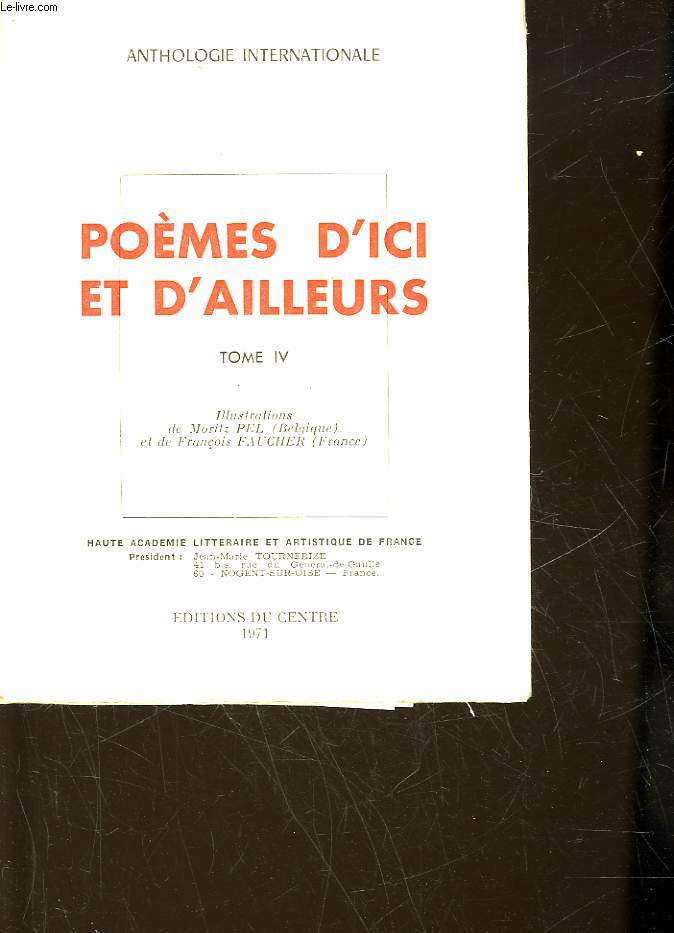 Le-livre.com
ANTHOLOGIE INTERNATIONALE
POÈMES D'ICI
ET D'AILLEURS
TOME IV
Illustrations
de Moritz PEL (Belgique)
et de François FAUCHER (France)
HAUTE ACADEMIE LITTERAIRE ET ARTISTIQUE DE FRANCE
Président : Jean-Marie TOURNEBIZE
41 bis, rue du Général-de-Gaulle
60 - NOGENT-SUR-OISE — France.
EDITIONS DU CENTRE
1971